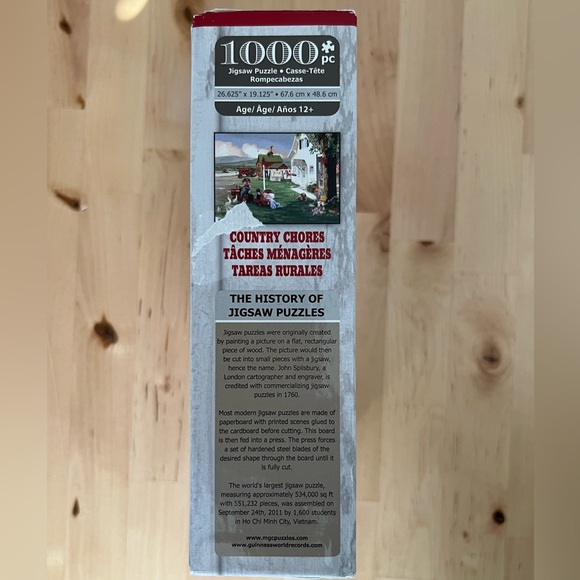 1000 pc
Jigsaw Puzzle • Casse-Tête
Rompecabezas
26.625" x 19.125" • 67.6 cm x 48.6 cm
Age/ Âge/ Años 12+
COUNTRY CHORES
TÂCHES MÉNAGÈRES
TAREAS RURALES
THE HISTORY OF
JIGSAW PUZZLES
Jigsaw puzzles were originally created
by painting a picture on a flat, rectangular
piece of wood. The picture would then
be cut into small pieces with a jigsaw,
hence the name. John Spilsbury, a
London cartographer and engraver, is
credited with commercializing jigsaw
puzzles in 1760.
Most modern jigsaw puzzles are made of
paperboard with printed scenes glued to
the cardboard before cutting. This board
is then fed into a press. The press forces
a set of hardened steel blades of the
desired shape through the board until it
is fully cut.
The world's largest jigsaw puzzle,
measuring approximately 534,000 sq ft
with 551,232 pieces, was assembled on
September 24th, 2011 by 1,600 students
in Ho Chi Minh City, Vietnam.
www.mgcpuzzles.com
www.guinnessworldrecords.com